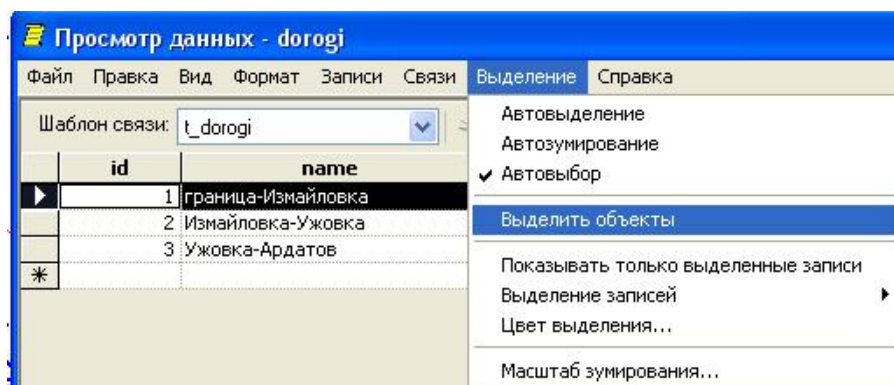 Просмотр данных - dorogi
Файл Правка Вид Формат Записи Связи Выделение Справка
Шаблон связи: t_dorogi
id name
1 граница-Измайловка
2 Измайловка-Ужовка
3 Ужовка-Ардатов
Автовыделение
Автозумирование
Автовыбор
Выделить объекты
Показывать только выделенные записи
Выделение записей
Цвет выделения...
Масштаб зумирования...